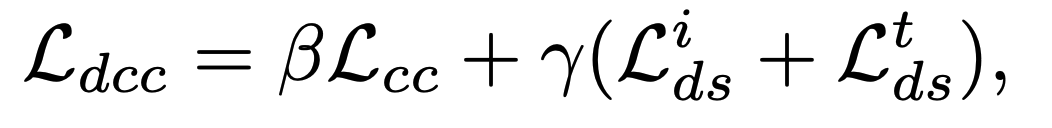 $\mathcal{L}_{dcc} = \beta \mathcal{L}_{cc} + \gamma (\mathcal{L}_{ds}^{i} + \mathcal{L}_{ds}^{t}),$